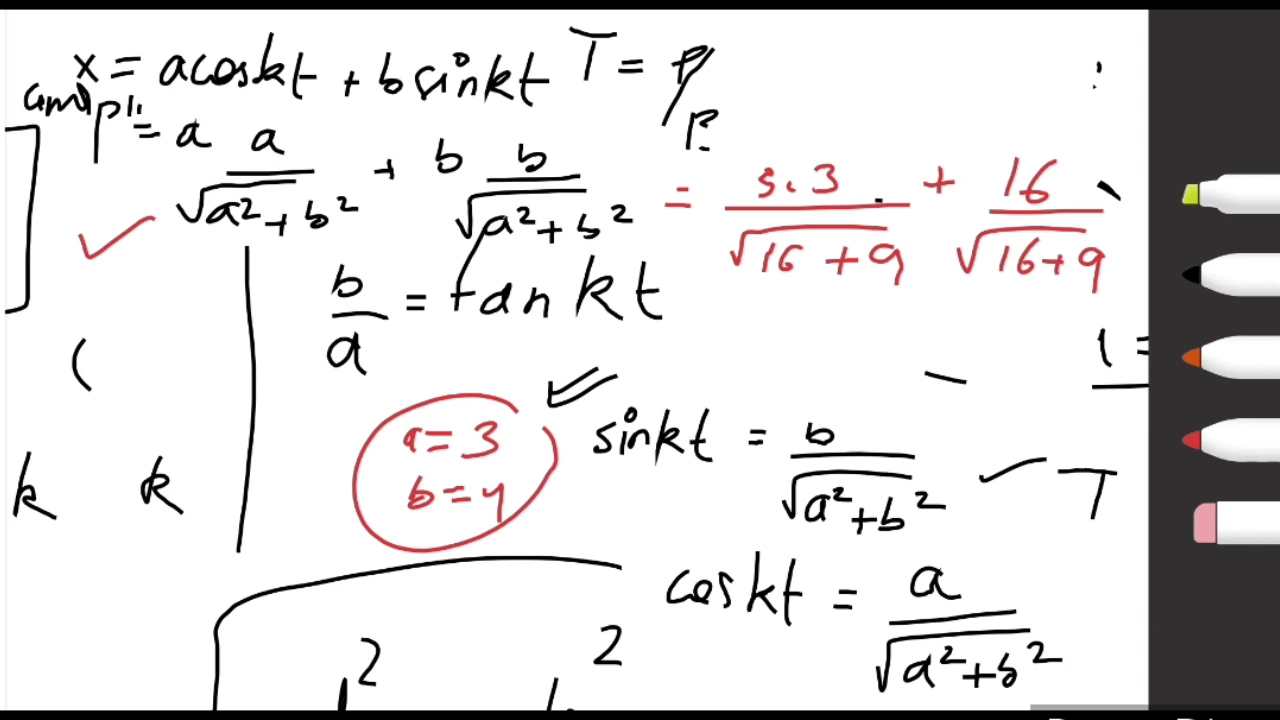 x = acoskt + bsinkt T = P/P
ampli = a a/√(a²+b²) + b b/√(a²+b²) = 3.3/√(16+9) + 16/√(16+9)
b/a = tan kt
(
a=3
b=4
sinkt = b/√(a²+b²)
T
k k
coskt = a/√(a²+b²)
2 2